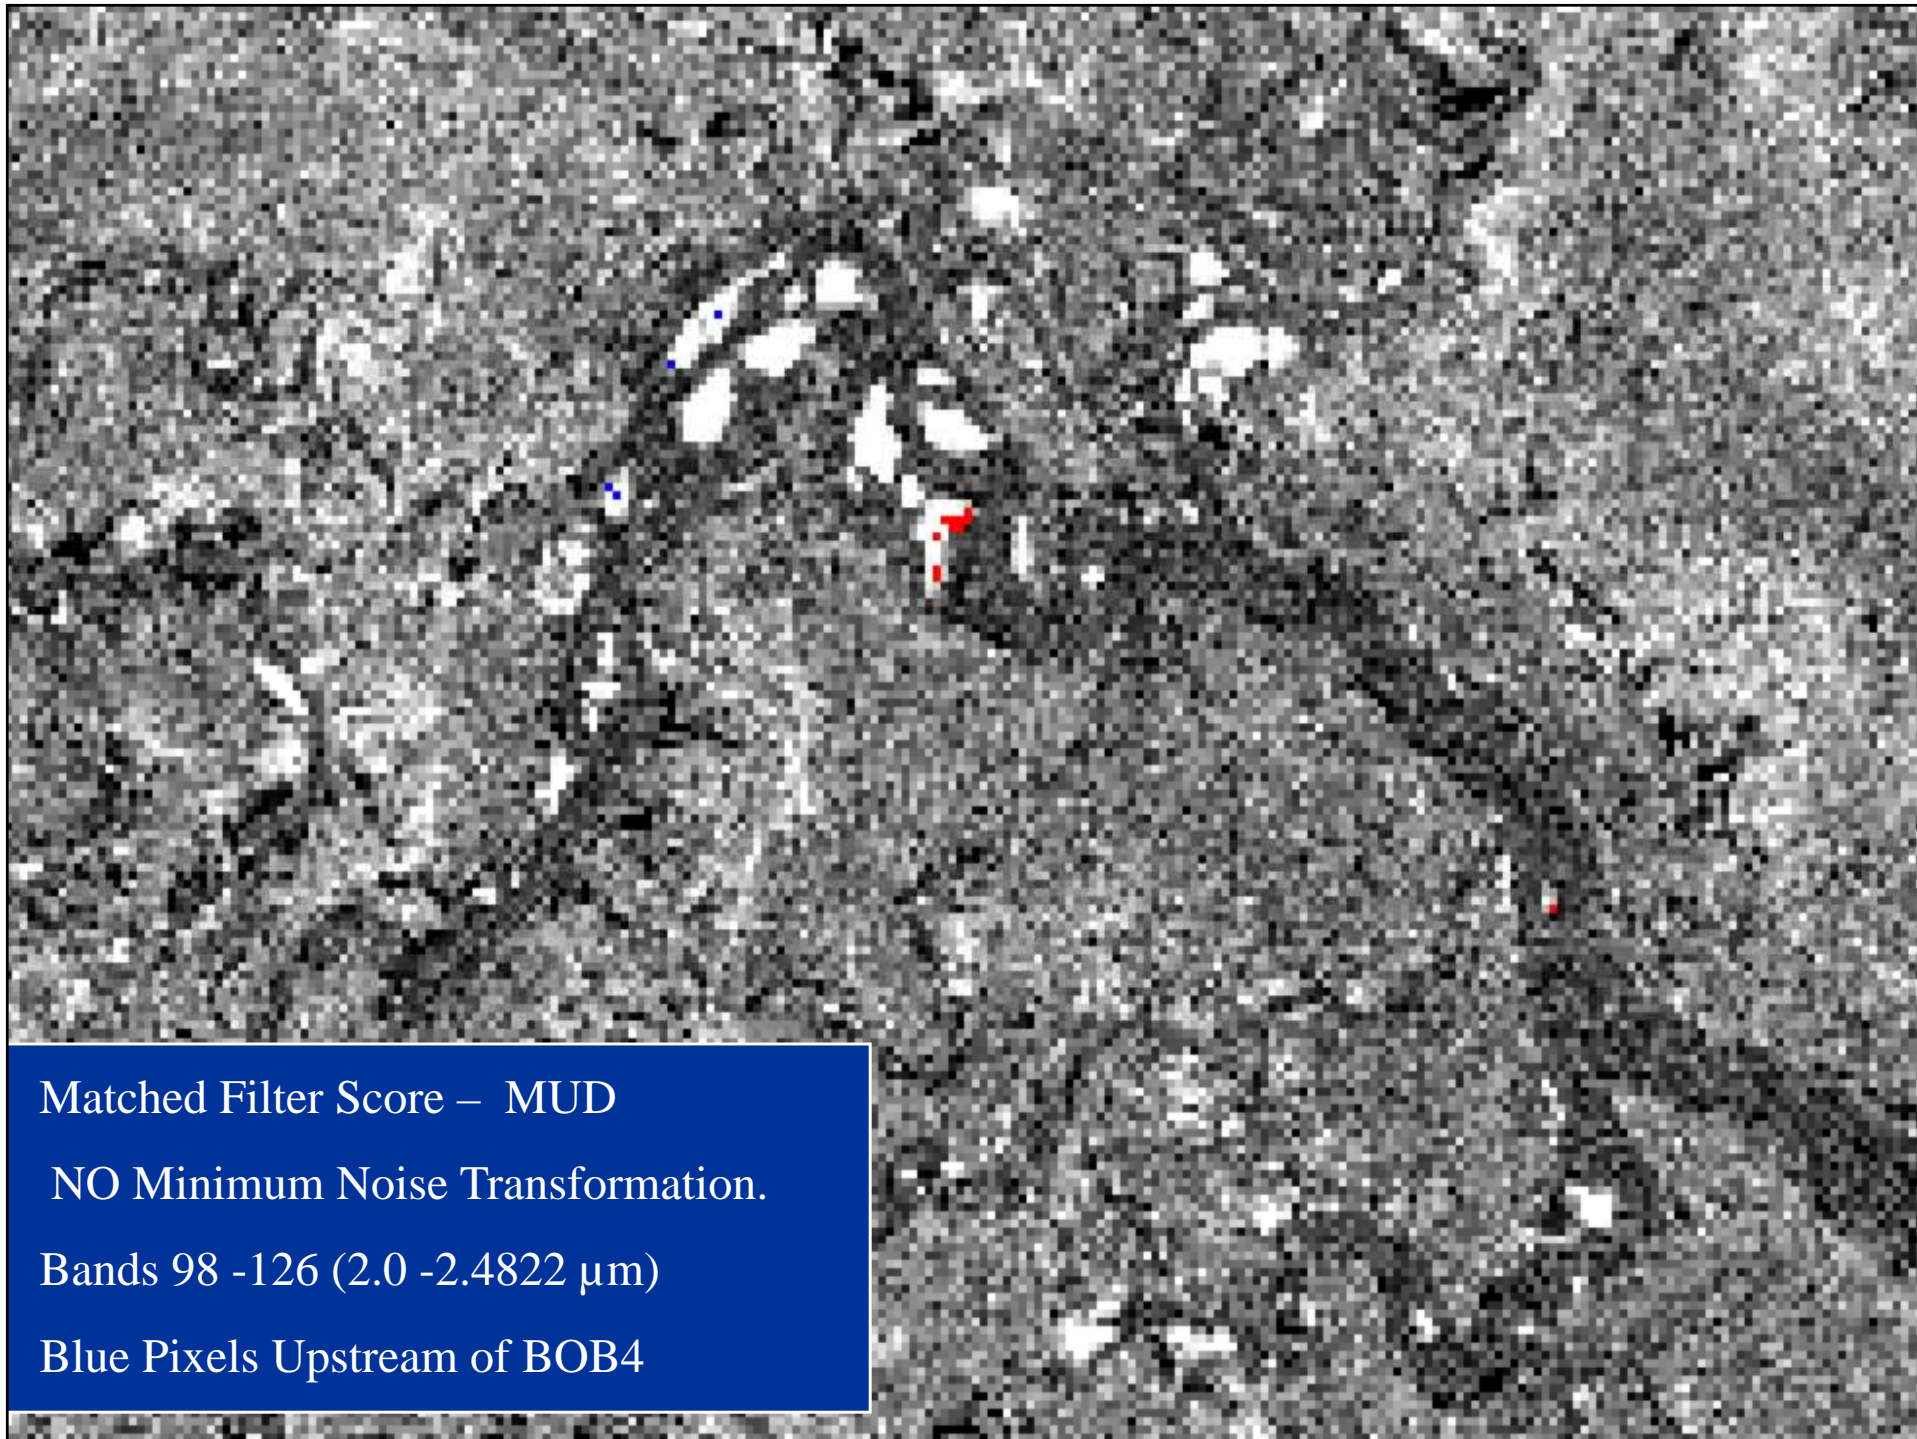 Matched Filter Score – MUD
NO Minimum Noise Transformation.
Bands 98 -126 (2.0 -2.4822 µm)
Blue Pixels Upstream of BOB4